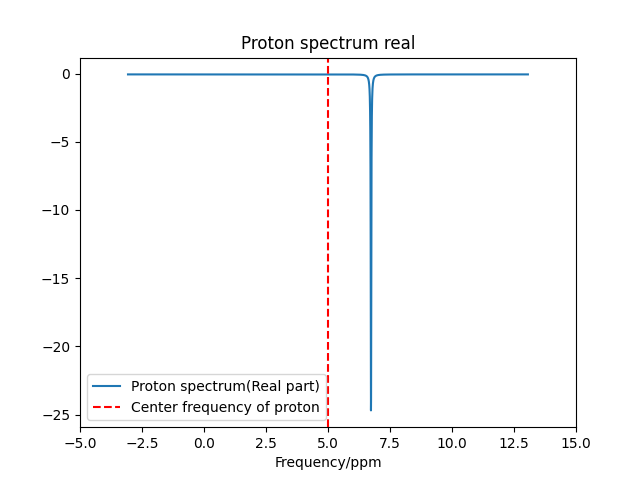 Proton spectrum real
0
−5
−10
−15
−20
−25
Proton spectrum(Real part)
Center frequency of proton
−5.0 −2.5 0.0 2.5 5.0 7.5 10.0 12.5 15.0
Frequency/ppm